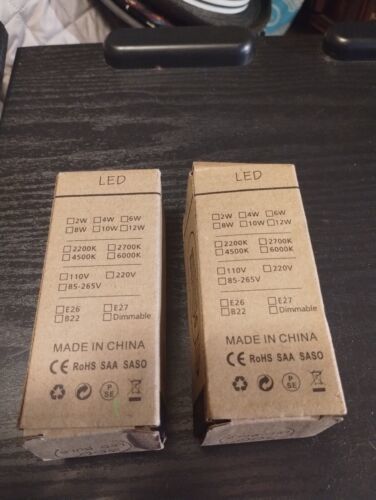 LED
☐2W ☐4W ☐6W
☐8W ☐10W ☐12W
☐2200K ☐2700K
☐4500K ☐6000K
☐110V ☐220V
☐85-265V
☐E26 ☐E27
☐B22 ☐Dimmable
MADE IN CHINA
CE RoHS SAA SASO
PSE
LED
☐2W ☐4W ☐6W
☐8W ☐10W ☐12W
☐2200K ☐2700K
☐4500K ☐6000K
☐110V ☐220V
☐85-265V
☐E26 ☐E27
☐B22 ☐Dimmable
MADE IN CHINA
CE RoHS SAA SASO
PSE